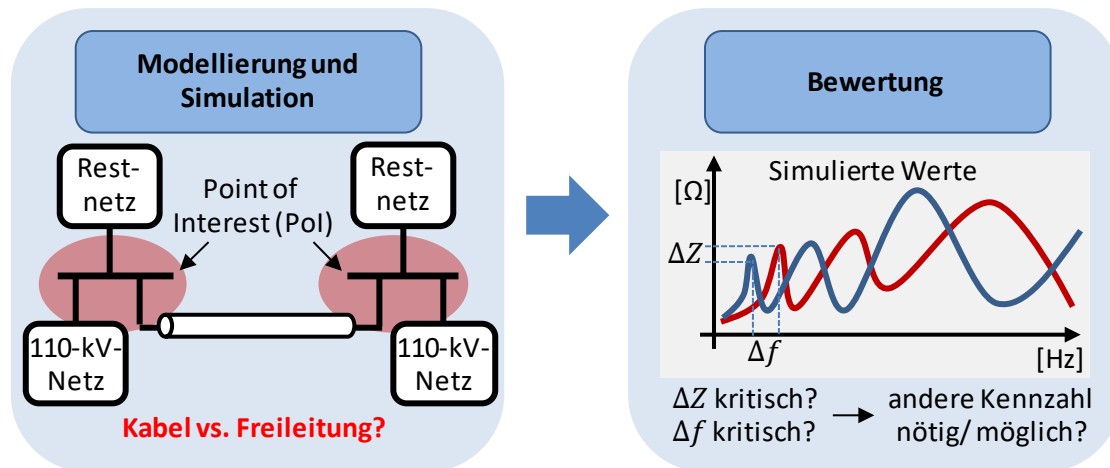 Modellierung und
Simulation
Rest-
netz
Point of
Interest (PoI)
Rest-
netz
110-kV-
Netz
110-kV-
Netz
Kabel vs. Freileitung?
Bewertung
Simulierte Werte
[Ω]
ΔZ
Δf
[Hz]
ΔZ kritisch?
Δf kritisch?
andere Kennzahl
nötig/ möglich?